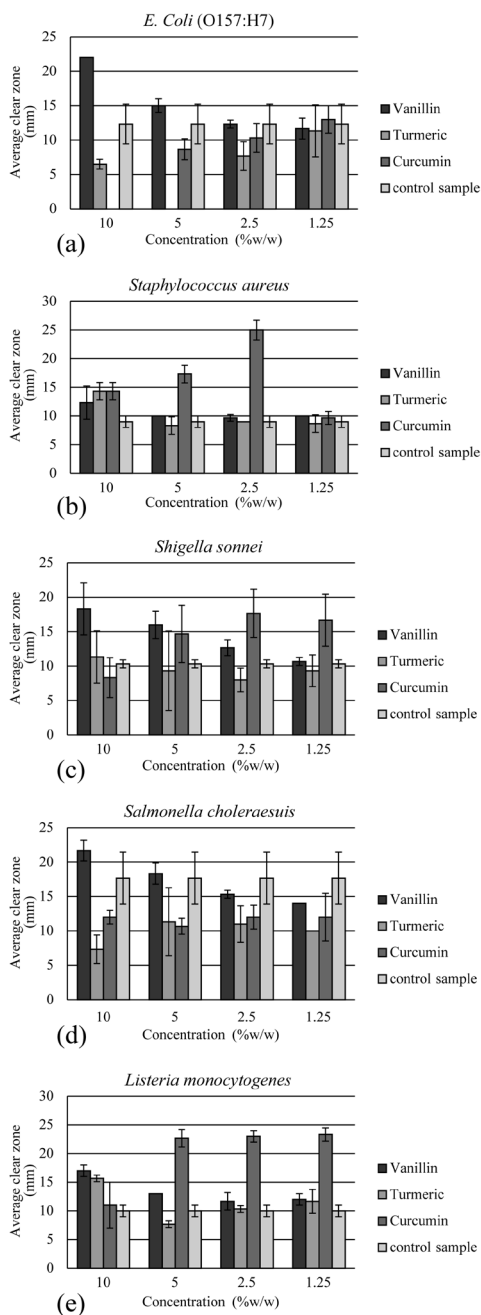 E. Coli (O157:H7)
25
20
15
10
5
0
Average clear zone
(mm)
10 5 2.5 1.25
Concentration (%w/w)
Vanillin
Turmeric
Curcumin
control sample
(a)
Staphylococcus aureus
30
25
20
15
10
5
0
Average clear zone
(mm)
10 5 2.5 1.25
Concentration (%w/w)
Vanillin
Turmeric
Curcumin
control sample
(b)
Shigella sonnei
25
20
15
10
5
0
Average clear zone
(mm)
10 5 2.5 1.25
Concentration (%w/w)
Vanillin
Turmeric
Curcumin
control sample
(c)
Salmonella choleraesuis
25
20
15
10
5
0
Average clear zone
(mm)
10 5 2.5 1.25
Concentration (%w/w)
Vanillin
Turmeric
Curcumin
control sample
(d)
Listeria monocytogenes
30
25
20
15
10
5
0
Average clear zone
(mm)
10 5 2.5 1.25
Concentration (%w/w)
Vanillin
Turmeric
Curcumin
control sample
(e)